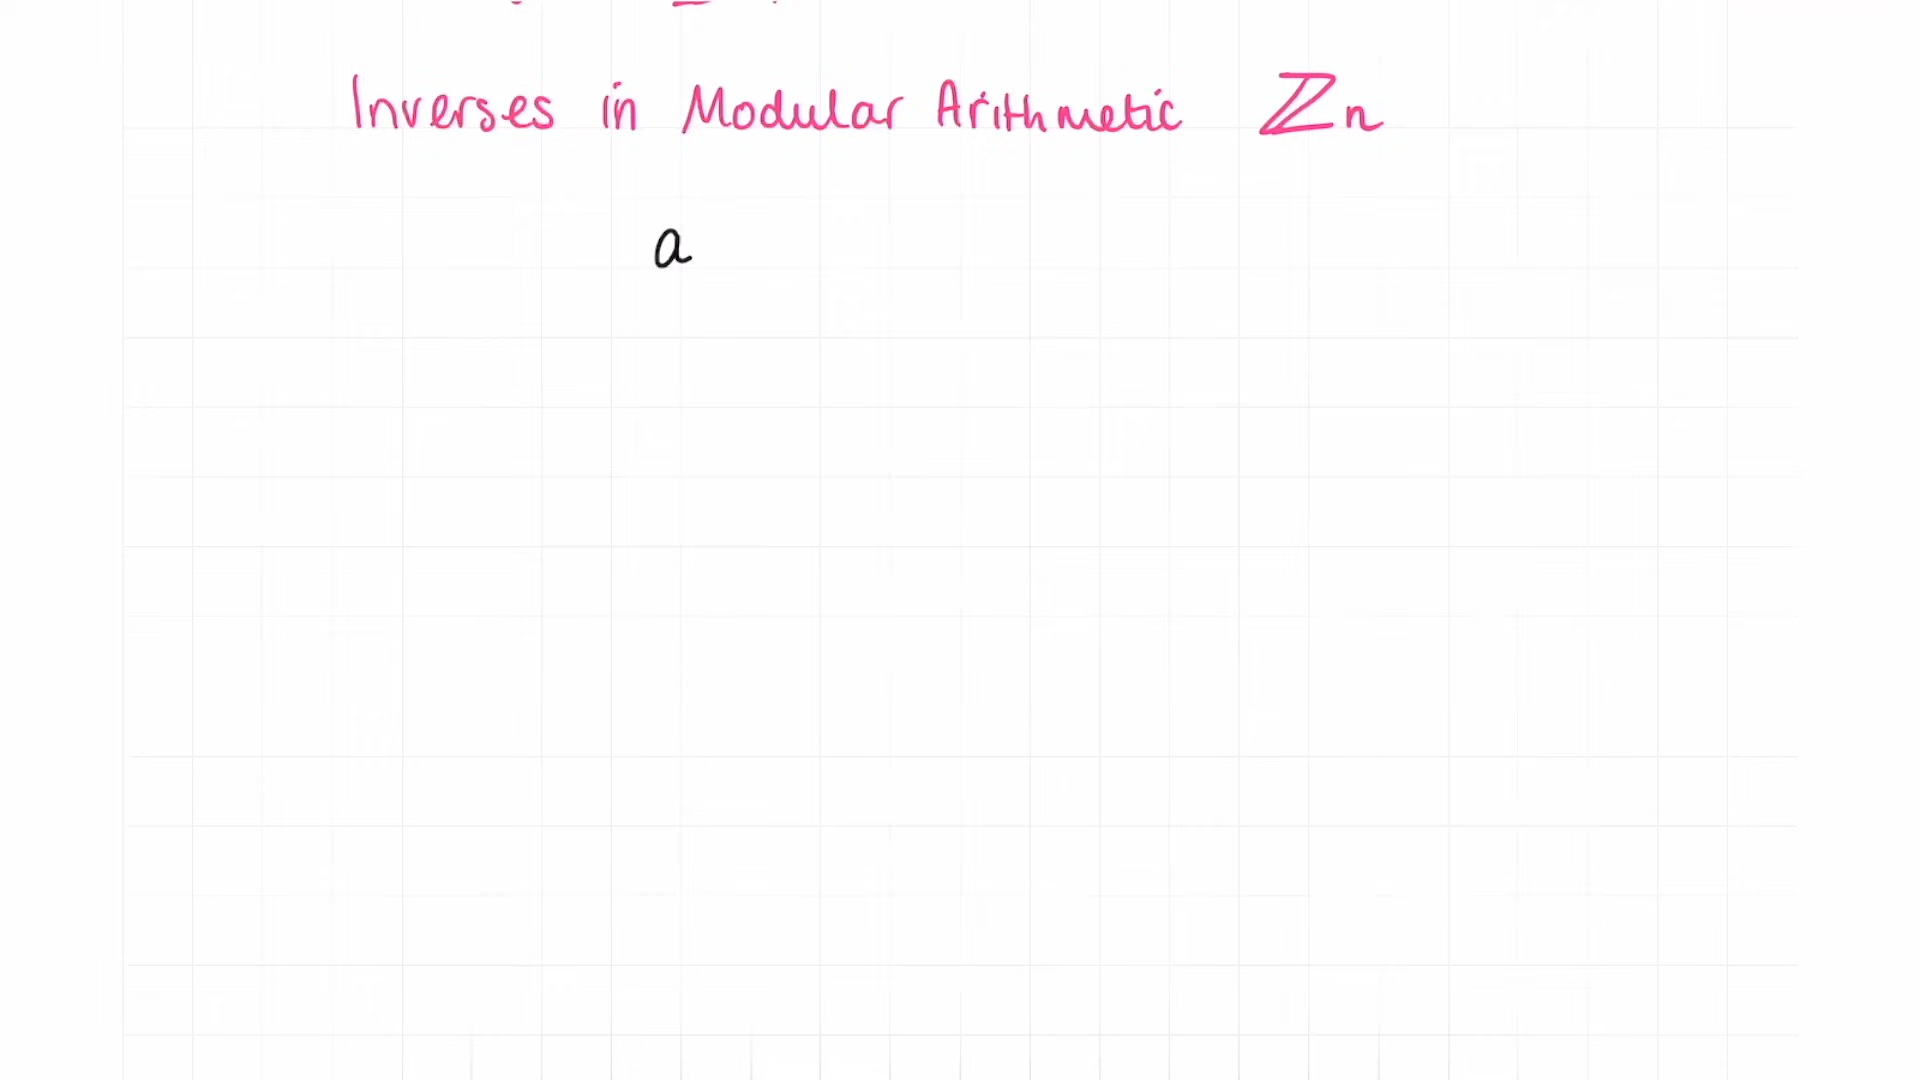 Inverses in Modular Arithmetic ℤn
a